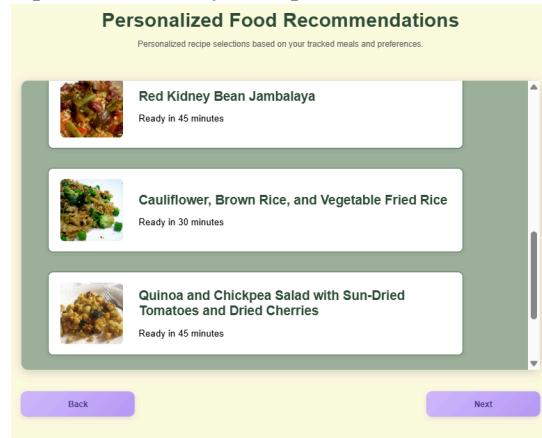 Personalized Food Recommendations
Personalized recipe selections based on your tracked meals and preferences.
Red Kidney Bean Jambalaya
Ready in 45 minutes
Cauliflower, Brown Rice, and Vegetable Fried Rice
Ready in 30 minutes
Quinoa and Chickpea Salad with Sun-Dried
Tomatoes and Dried Cherries
Ready in 45 minutes
Back
Next